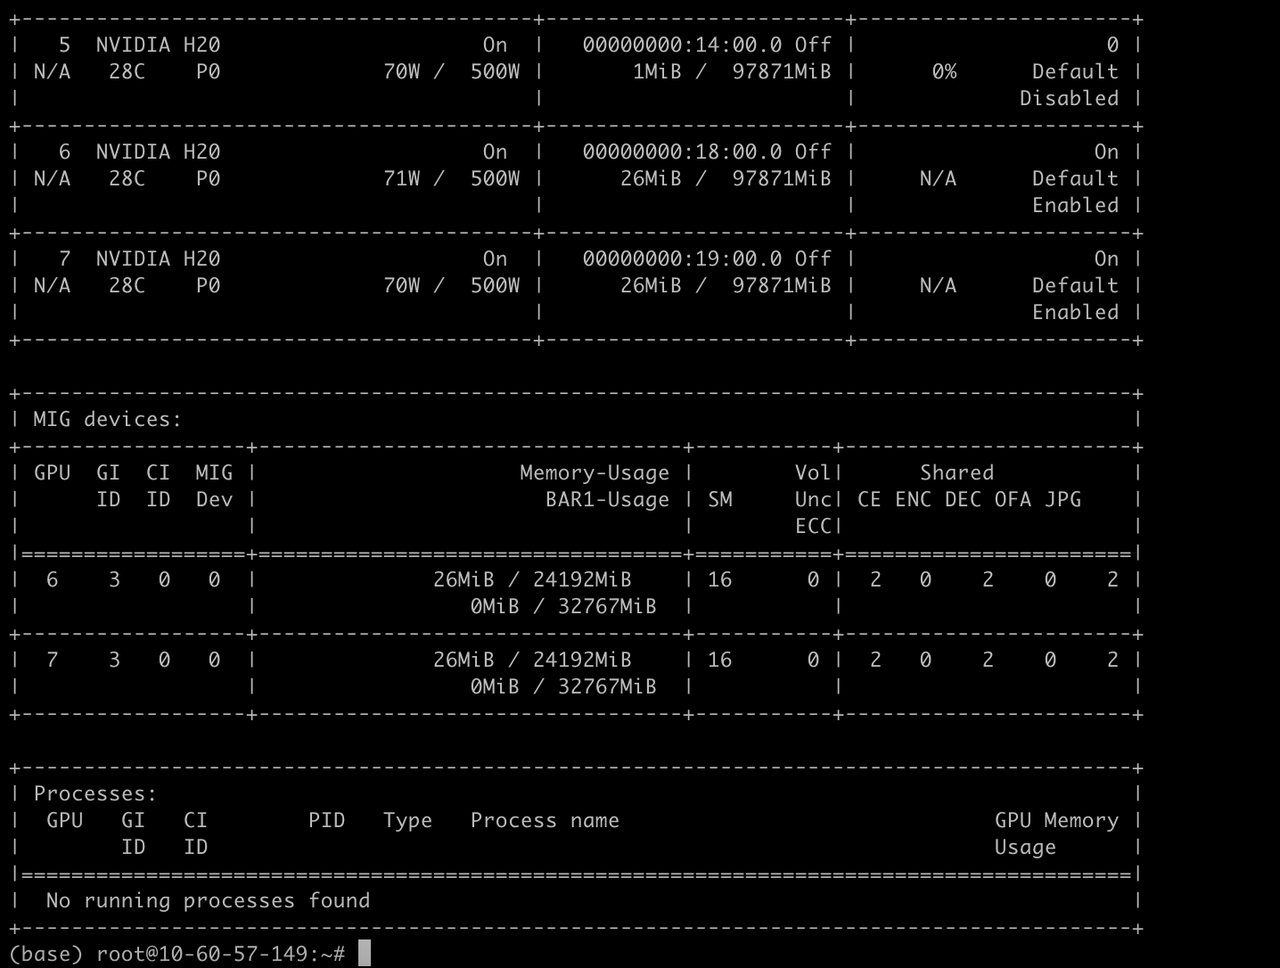 +-----------------------------------------+------------------------+----------------------+
|   5  NVIDIA H20                     On  |   00000000:14:00.0 Off |                    0 |
| N/A   28C    P0             70W /  500W |       1MiB /  97871MiB |      0%      Default |
|                                         |                        |             Disabled |
+-----------------------------------------+------------------------+----------------------+
|   6  NVIDIA H20                     On  |   00000000:18:00.0 Off |                   On |
| N/A   28C    P0             71W /  500W |      26MiB /  97871MiB |     N/A      Default |
|                                         |                        |              Enabled |
+-----------------------------------------+------------------------+----------------------+
|   7  NVIDIA H20                     On  |   00000000:19:00.0 Off |                   On |
| N/A   28C    P0             70W /  500W |      26MiB /  97871MiB |     N/A      Default |
|                                         |                        |              Enabled |
+-----------------------------------------+------------------------+----------------------+

+-----------------------------------------------------------------------------------------+
| MIG devices:                                                                            |
+------------------+----------------------------------+-----------+-----------------------+
| GPU  GI  CI  MIG |                     Memory-Usage |        Vol|      Shared           |
|      ID  ID  Dev |                       BAR1-Usage | SM     Unc| CE ENC DEC OFA JPG    |
|                  |                                  |        ECC|                       |
|==================+==================================+===========+=======================|
|  6    3   0   0  |              26MiB / 24192MiB    | 16      0 |  2   0    2    0    2 |
|                  |                 0MiB / 32767MiB  |           |                       |
+------------------+----------------------------------+-----------+-----------------------+
|  7    3   0   0  |              26MiB / 24192MiB    | 16      0 |  2   0    2    0    2 |
|                  |                 0MiB / 32767MiB  |           |                       |
+------------------+----------------------------------+-----------+-----------------------+

+-----------------------------------------------------------------------------------------+
| Processes:                                                                              |
|  GPU   GI   CI        PID   Type   Process name                              GPU Memory |
|        ID   ID                                                               Usage      |
|=========================================================================================|
|  No running processes found                                                             |
+-----------------------------------------------------------------------------------------+
(base) root@10-60-57-149:~#